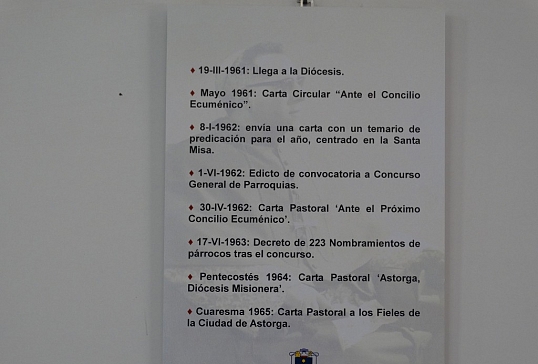 ♦ 19-III-1961: Llega a la Diócesis.
♦ Mayo 1961: Carta Circular “Ante el Concilio
Ecuménico”.
♦ 8-I-1962: envía una carta con un temario de
predicación para el año, centrado en la Santa
Misa.
♦ 1-VI-1962: Edicto de convocatoria a Concurso
General de Parroquias.
♦ 30-IV-1962: Carta Pastoral ‘Ante el Próximo
Concilio Ecuménico’.
♦ 17-VI-1963: Decreto de 223 Nombramientos de
párrocos tras el concurso.
♦ Pentecostés 1964: Carta Pastoral ‘Astorga,
Diócesis Misionera’.
♦ Cuaresma 1965: Carta Pastoral a los Fieles de
la Ciudad de Astorga.